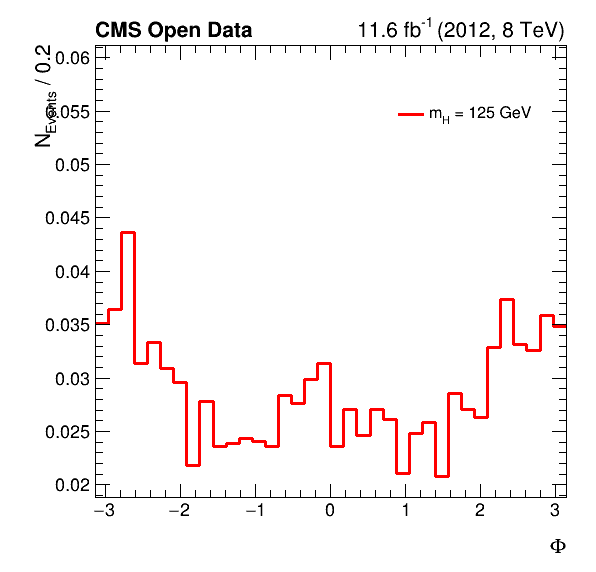 CMS Open Data
11.6 fb⁻¹ (2012, 8 TeV)
N_Events / 0.2
m_H = 125 GeV
0.06
0.055
0.05
0.045
0.04
0.035
0.03
0.025
0.02
−3 −2 −1 0 1 2 3
Φ